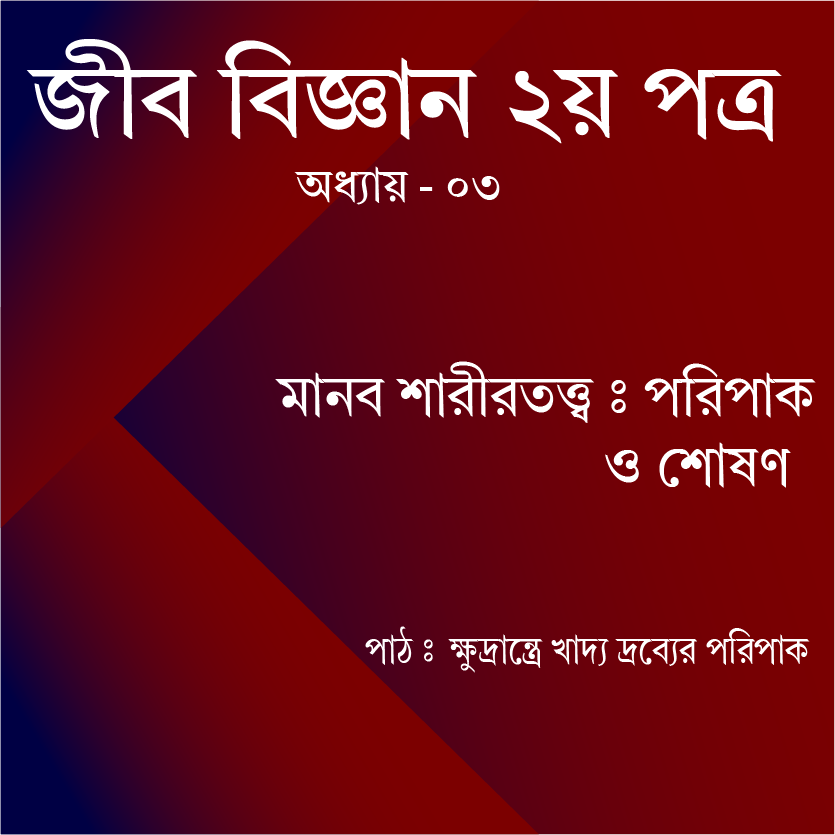 জীব বিজ্ঞান ২য় পত্র
অধ্যায় - ০৩
মানব শারীরতত্ত্ব ঃ পরিপাক
ও শোষণ
পাঠ ঃ ক্ষুদ্রান্ত্রে খাদ্য দ্রব্যের পরিপাক